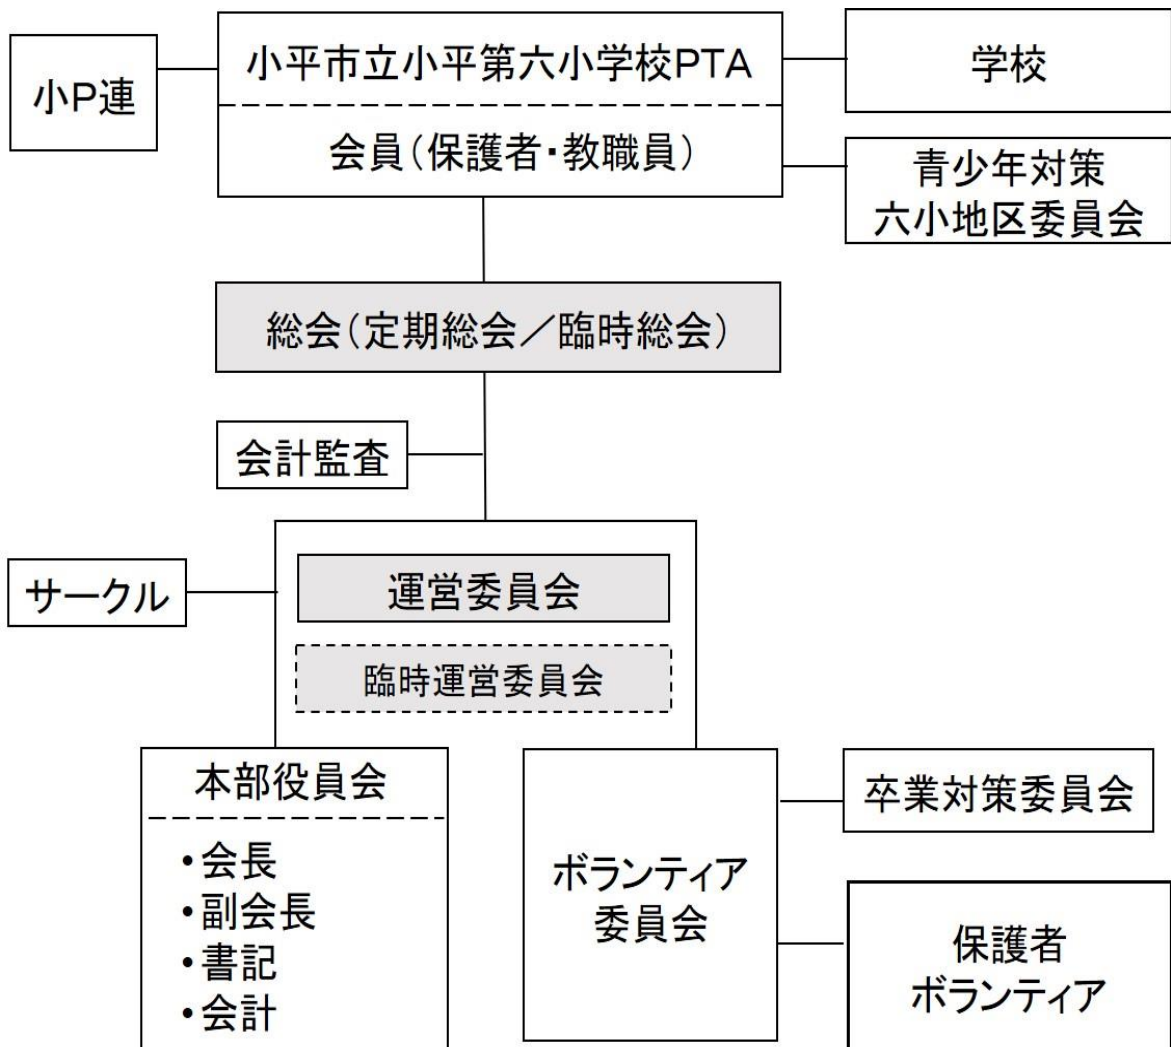 小平市立小平第六小学校PTA
会員(保護者・教職員)
小P連
学校
青少年対策
六小地区委員会
総会(定期総会／臨時総会)
会計監査
サークル
運営委員会
臨時運営委員会
本部役員会
・会長
・副会長
・書記
・会計
ボランティア
委員会
卒業対策委員会
保護者
ボランティア